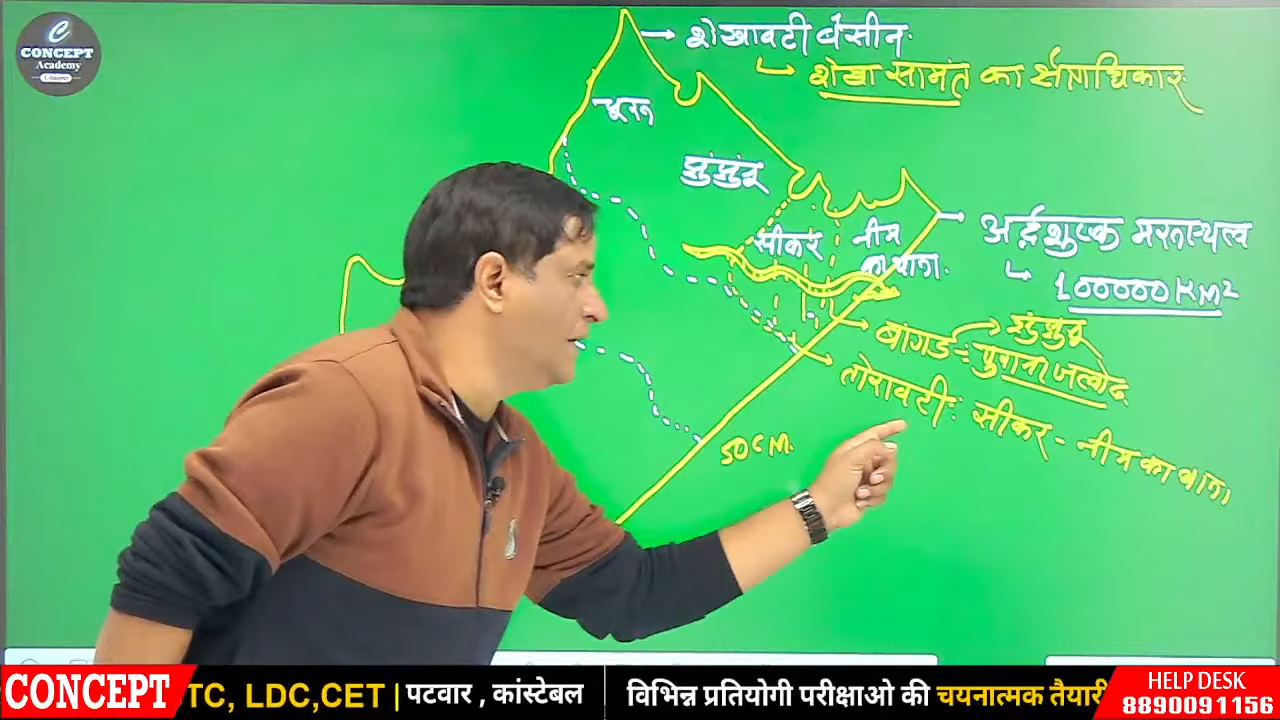 CONCEPT
Academy
शेखावटी बेसीन:
शेखा सामंत का क्षेत्राधिकार
चूरू
झुंझुंनू
सीकर
नीम
का थाना
अर्द्धशुष्क मरुस्थल
100000 KM²
बांगड =
झुंझुनू
पुराना जलोढ
तोरावटी: सीकर - नीम का थाना
50 CM.
CONCEPT
TC, LDC, CET | पटवार , कांस्टेबल
विभिन्न प्रतियोगी परीक्षाओ की चयनात्मक तैयारी
HELP DESK
8890091156